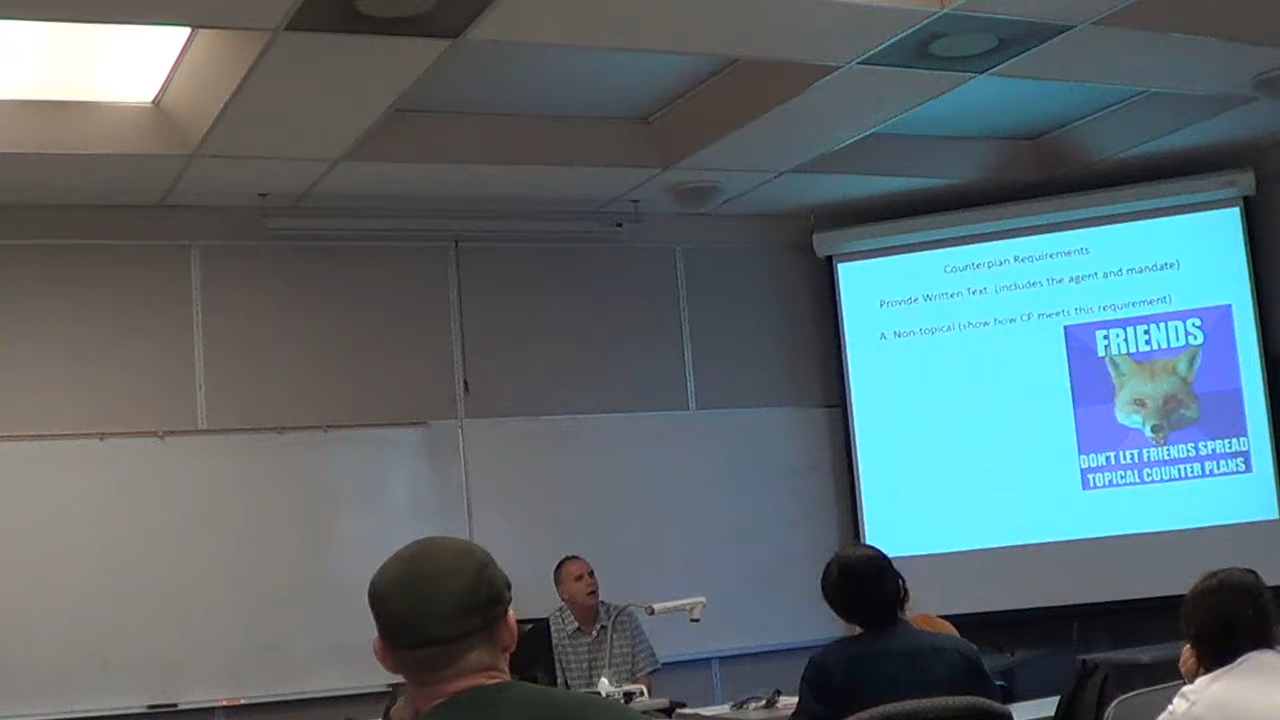 Counterplan Requirements
Provide Written Text: (includes the agent and mandate)
A. Non-topical (show how CP meets this requirement)
FRIENDS
DON'T LET FRIENDS SPREAD
TOPICAL COUNTER PLANS